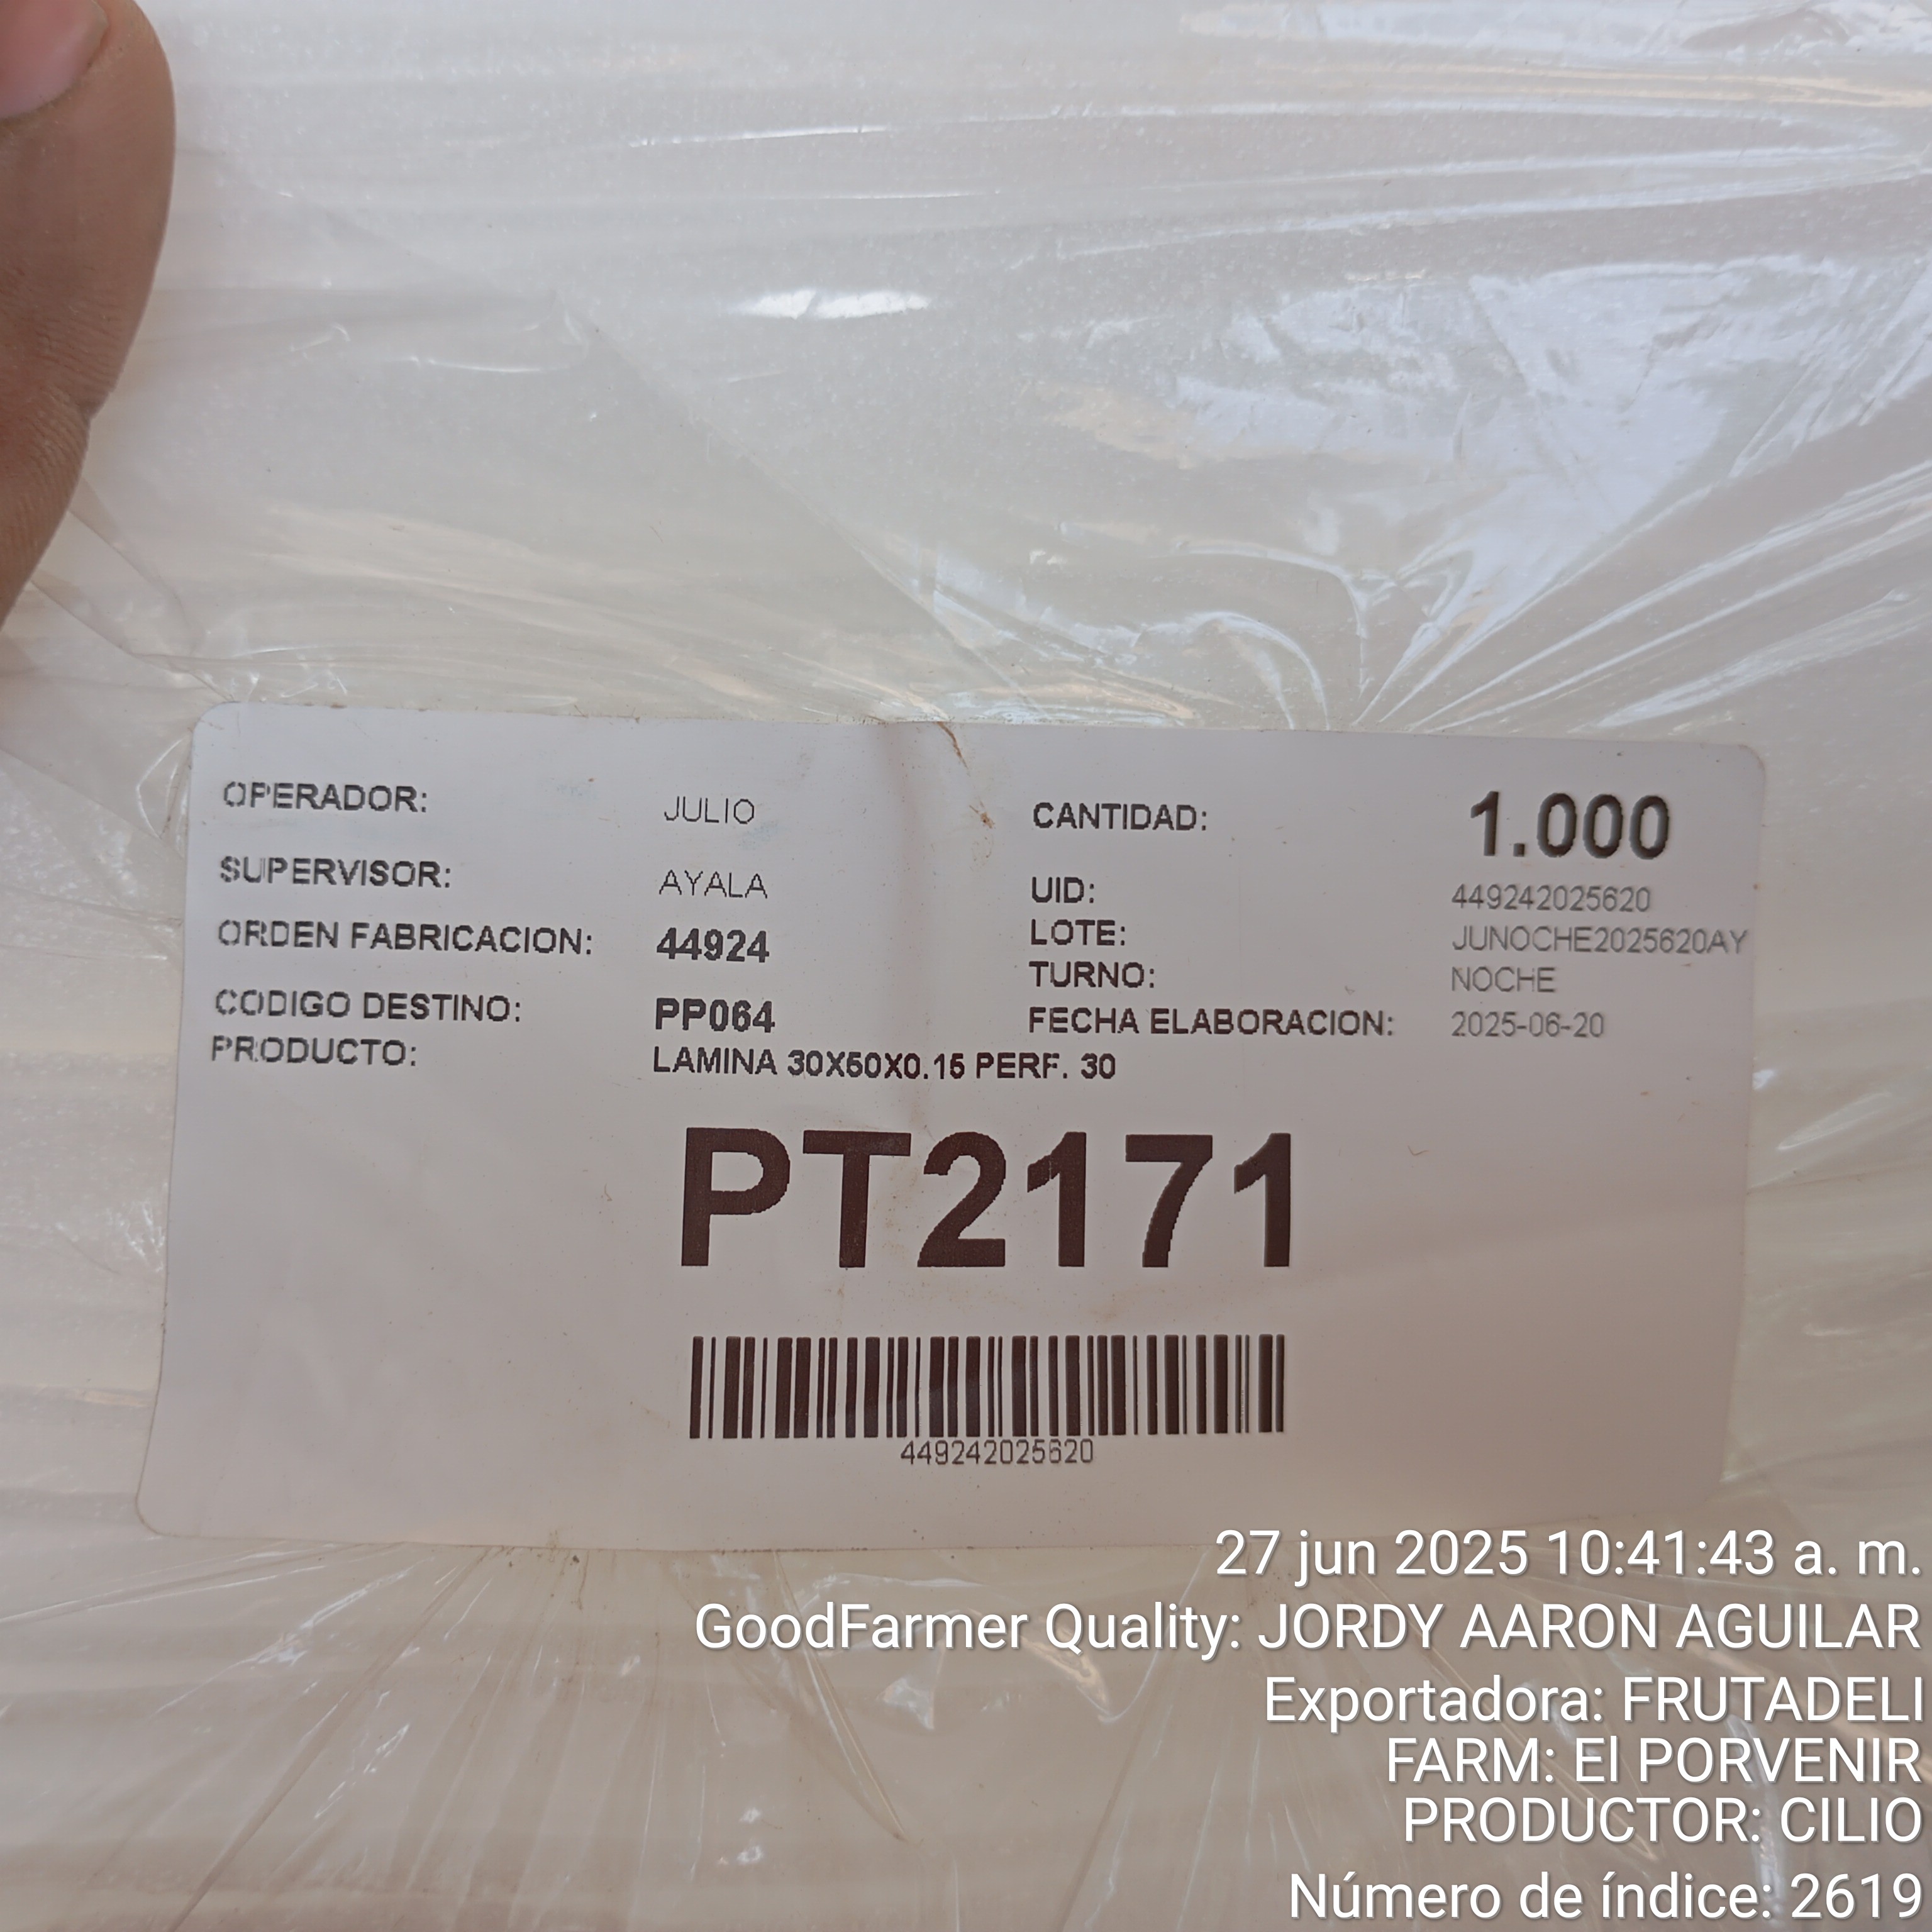 OPERADOR: JULIO CANTIDAD: 1.000
SUPERVISOR: AYALA UID: 449242025620
ORDEN FABRICACION: 44924 LOTE: JUNOCHE2025620AY
TURNO: NOCHE
CODIGO DESTINO: PP064 FECHA ELABORACION: 2025-06-20
PRODUCTO: LAMINA 30X50X0.15 PERF. 30
PT2171
449242025620
27 jun 2025 10:41:43 a. m.
GoodFarmer Quality: JORDY AARON AGUILAR
Exportadora: FRUTADELI
FARM: El PORVENIR
PRODUCTOR: CILIO
Número de índice: 2619